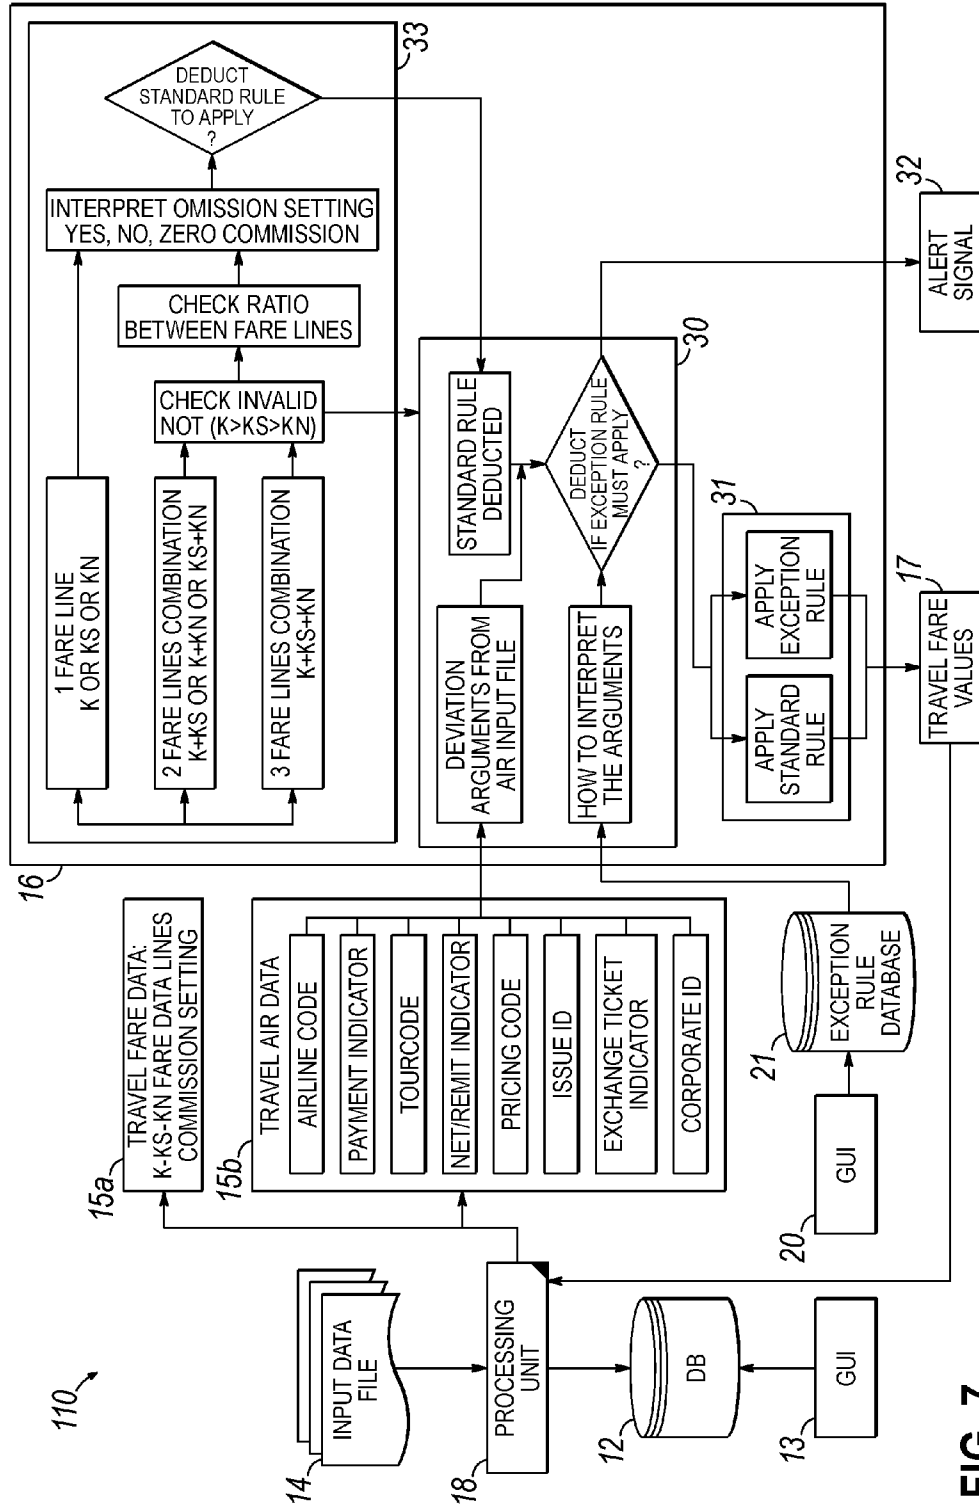 110
14
INPUT DATA
FILE
18
PROCESSING
UNIT
12
DB
13
GUI
15a
TRAVEL FARE DATA:
K-KS-KN FARE DATA LINES
COMMISSION SETTING
15b
TRAVEL AIR DATA
AIRLINE CODE
PAYMENT INDICATOR
TOURCODE
NET/REMIT INDICATOR
PRICING CODE
ISSUE ID
EXCHANGE TICKET
INDICATOR
CORPORATE ID
20
GUI
21
EXCEPTION
RULE
DATABASE
16
1 FARE LINE
K OR KS OR KN
2 FARE LINES COMBINATION
K+KS OR K+KN OR KS+KN
3 FARE LINES COMBINATION
K+KS+KN
CHECK INVALID
NOT (K>KS>KN)
CHECK RATIO
BETWEEN FARE LINES
INTERPRET OMISSION SETTING
YES, NO, ZERO COMMISSION
DEDUCT
STANDARD RULE
TO APPLY
?
33
DEVIATION
ARGUMENTS FROM
AIR INPUT FILE
HOW TO INTERPRET
THE ARGUMENTS
STANDARD RULE
DEDUCTED
DEDUCT
IF EXCEPTION RULE
MUST APPLY
?
30
31
APPLY
STANDARD
RULE
APPLY
EXCEPTION
RULE
17
TRAVEL FARE
VALUES
32
ALERT
SIGNAL
FIG. 7